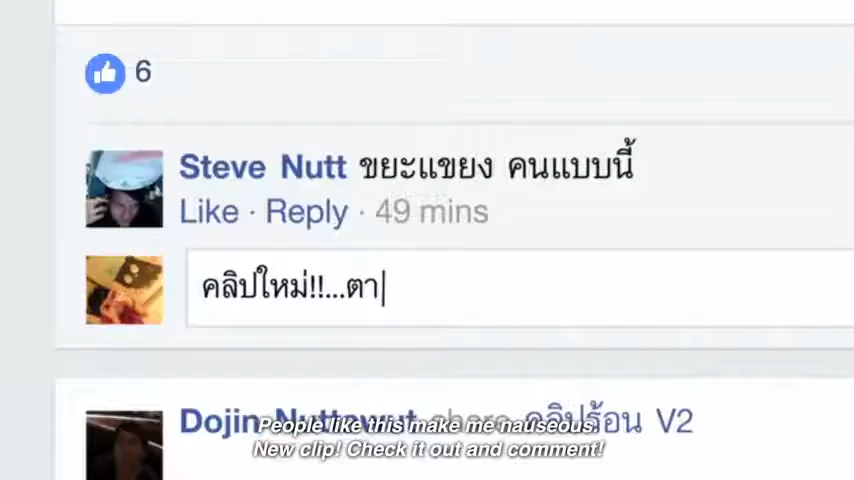 6
Steve Nutt ขยะแขยง คนแบบนี้
Like · Reply · 49 mins
คลิปใหม่!!...ตา
Dojin Nuttawut share คลิปร้อน V2
People like this make me nauseous.
New clip! Check it out and comment!